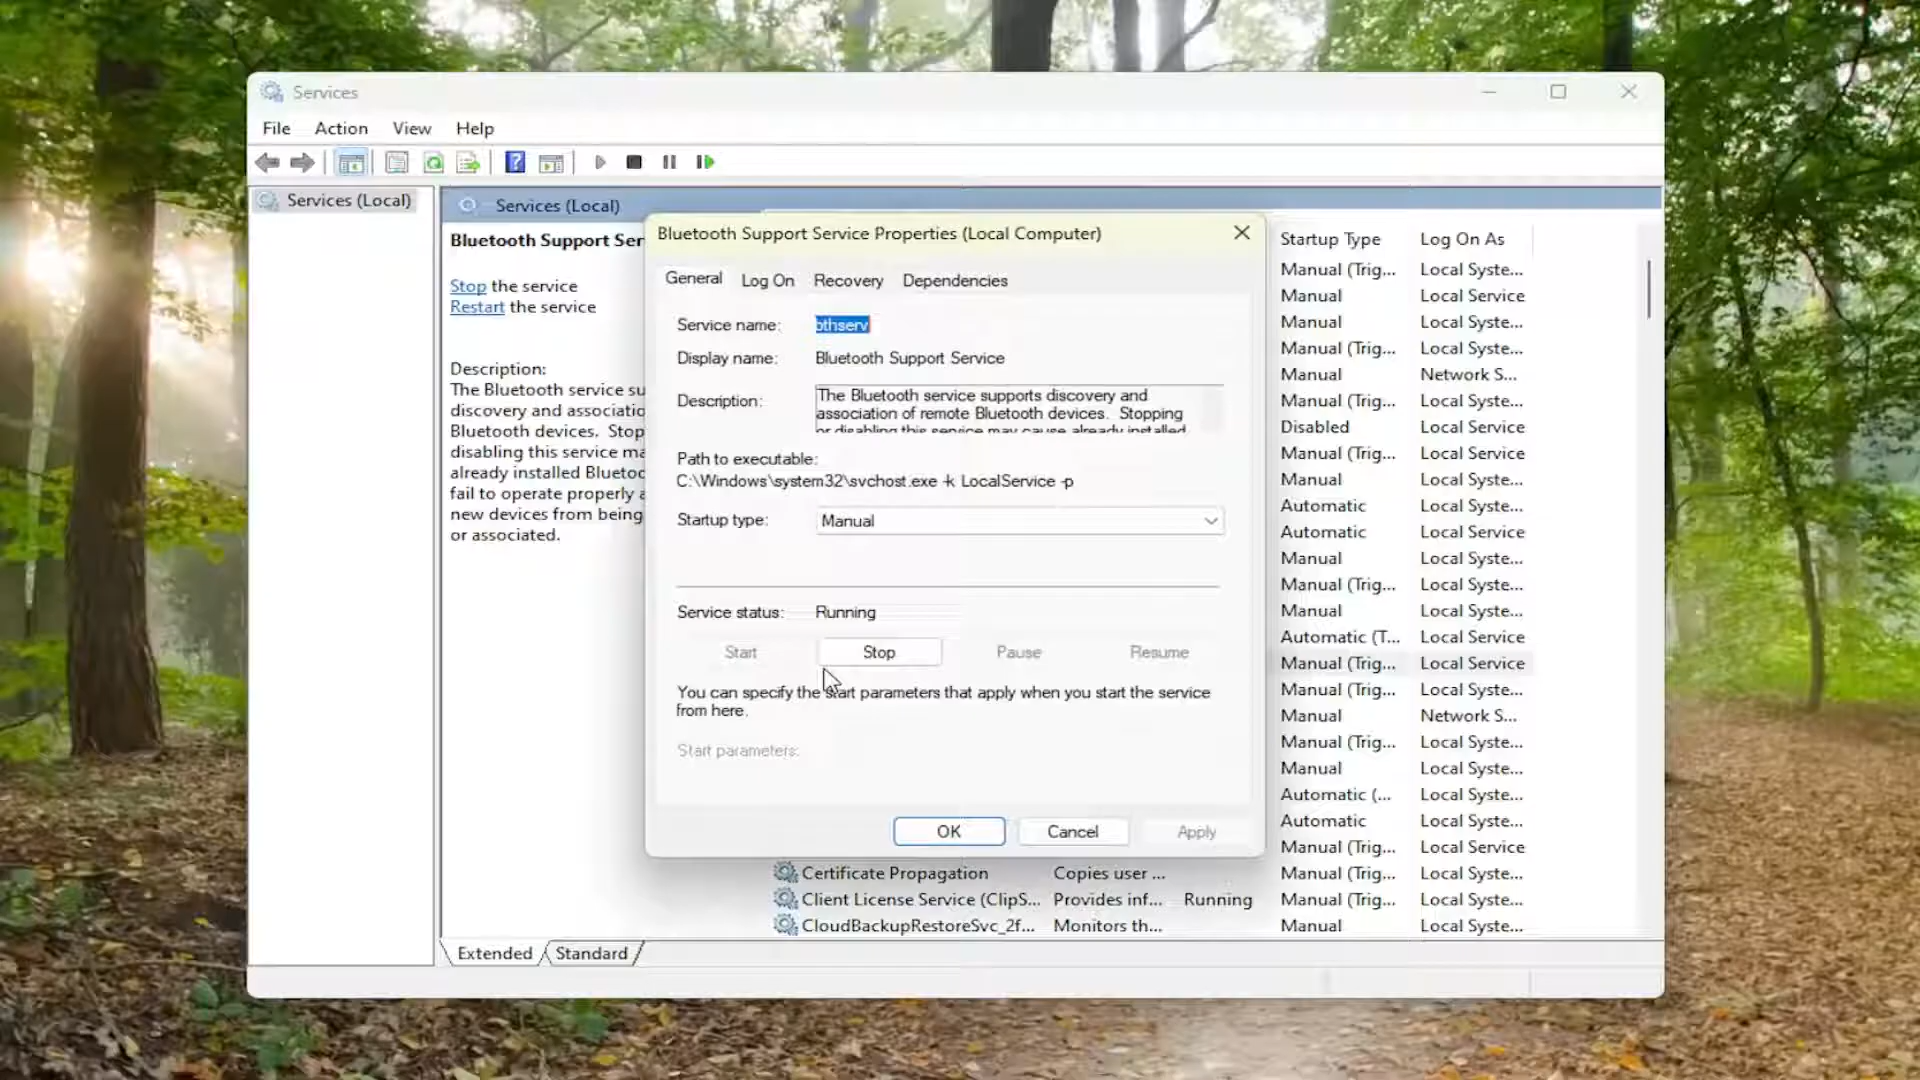 Services
File Action View Help
Services (Local)
Services (Local)
Bluetooth Support Ser
Stop the service
Restart the service
Description:
The Bluetooth service su
discovery and associatio
Bluetooth devices. Stop
disabling this service ma
already installed Bluetoo
fail to operate properly a
new devices from being
or associated.
Bluetooth Support Service Properties (Local Computer)
General Log On Recovery Dependencies
Service name: bthserv
Display name: Bluetooth Support Service
Description: The Bluetooth service supports discovery and
association of remote Bluetooth devices. Stopping
or disabling this service may cause already installed
Path to executable:
C:\Windows\system32\svchost.exe -k LocalService -p
Startup type: Manual
Service status: Running
Start Stop Pause Resume
You can specify the start parameters that apply when you start the service
from here.
Start parameters:
OK Cancel Apply
Startup Type Log On As
Manual (Trig... Local Syste...
Manual Local Service
Manual Local Syste...
Manual (Trig... Local Syste...
Manual Network S...
Manual (Trig... Local Syste...
Disabled Local Service
Manual (Trig... Local Service
Manual Local Syste...
Automatic Local Syste...
Automatic Local Service
Manual Local Syste...
Manual (Trig... Local Syste...
Manual Local Syste...
Automatic (T... Local Service
Manual (Trig... Local Service
Manual (Trig... Local Syste...
Manual Network S...
Manual (Trig... Local Syste...
Manual Local Syste...
Automatic (... Local Syste...
Automatic Local Syste...
Manual (Trig... Local Service
Certificate Propagation Copies user ... Manual (Trig... Local Syste...
Client License Service (ClipS... Provides inf... Running Manual (Trig... Local Syste...
CloudBackupRestoreSvc_2f... Monitors th... Manual Local Syste...
Extended Standard